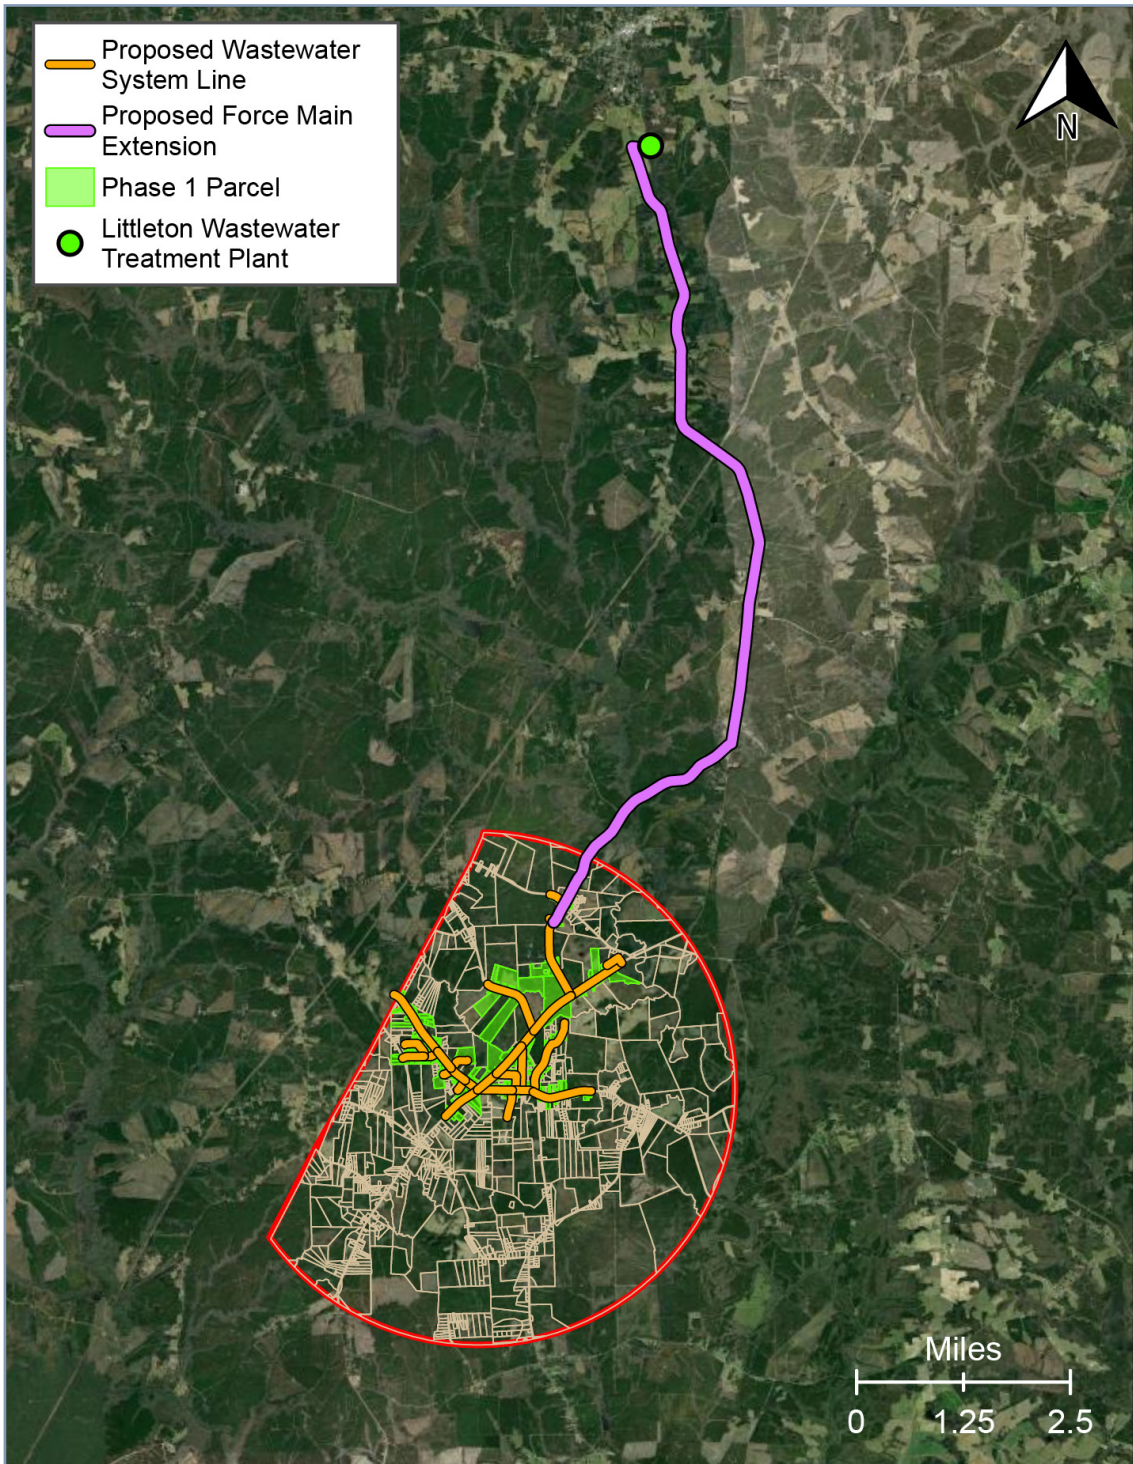 Proposed Wastewater
System Line
Proposed Force Main
Extension
Phase 1 Parcel
Littleton Wastewater
Treatment Plant
N
Miles
0 1.25 2.5